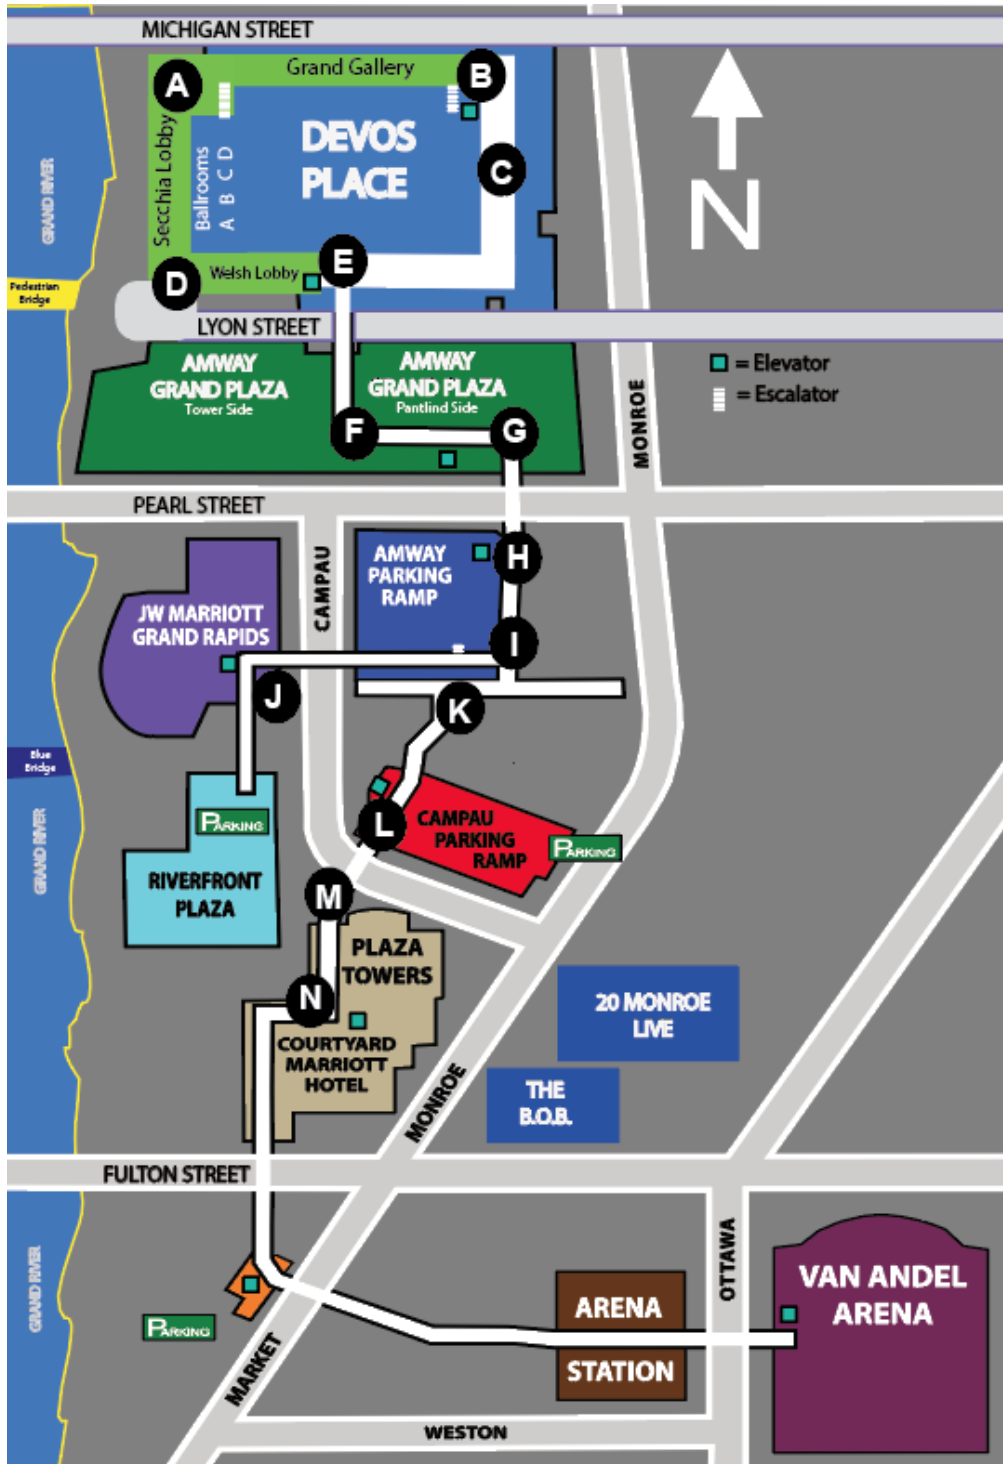 MICHIGAN STREET
A
Grand Gallery
B
DEVOS
PLACE
C
Secchia Lobby
Ballrooms
A B C D
GRAND RIVER
N
E
Welsh Lobby
D
Pedestrian
Bridge
LYON STREET
AMWAY
GRAND PLAZA
Tower Side
AMWAY
GRAND PLAZA
Pantlind Side
= Elevator
= Escalator
MONROE
F
G
PEARL STREET
CAMPAU
AMWAY
PARKING
RAMP
H
JW MARRIOTT
GRAND RAPIDS
I
J
K
Blue
Bridge
GRAND RIVER
PARKING
RIVERFRONT
PLAZA
L
CAMPAU
PARKING
RAMP
PARKING
M
PLAZA
TOWERS
N
COURTYARD
MARRIOTT
HOTEL
20 MONROE
LIVE
THE
B.O.B.
MONROE
FULTON STREET
OTTAWA
GRAND RIVER
VAN ANDEL
ARENA
ARENA
STATION
PARKING
MARKET
WESTON